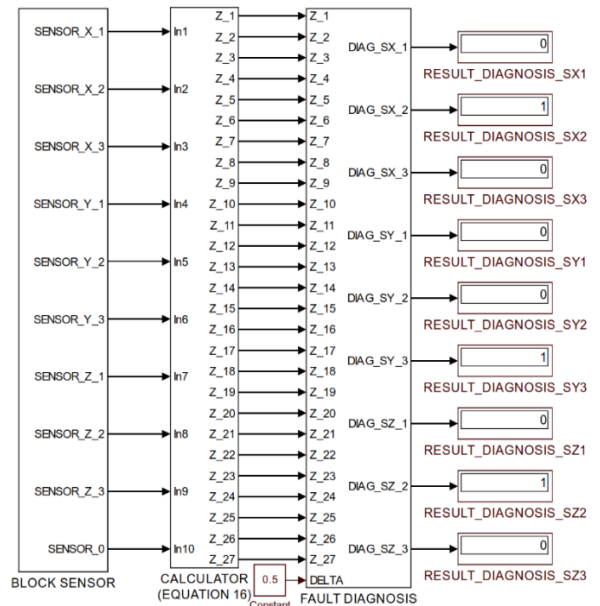 SENSOR_X_1
SENSOR_X_2
SENSOR_X_3
SENSOR_Y_1
SENSOR_Y_2
SENSOR_Y_3
SENSOR_Z_1
SENSOR_Z_2
SENSOR_Z_3
SENSOR_0
BLOCK SENSOR
In1
In2
In3
In4
In5
In6
In7
In8
In9
In10
Z_1
Z_2
Z_3
Z_4
Z_5
Z_6
Z_7
Z_8
Z_9
Z_10
Z_11
Z_12
Z_13
Z_14
Z_15
Z_16
Z_17
Z_18
Z_19
Z_20
Z_21
Z_22
Z_23
Z_24
Z_25
Z_26
Z_27
CALCULATOR
(EQUATION 16)
0.5
Constant
Z_1
Z_2
Z_3
Z_4
Z_5
Z_6
Z_7
Z_8
Z_9
Z_10
Z_11
Z_12
Z_13
Z_14
Z_15
Z_16
Z_17
Z_18
Z_19
Z_20
Z_21
Z_22
Z_23
Z_24
Z_25
Z_26
Z_27
DELTA
DIAG_SX_1
DIAG_SX_2
DIAG_SX_3
DIAG_SY_1
DIAG_SY_2
DIAG_SY_3
DIAG_SZ_1
DIAG_SZ_2
DIAG_SZ_3
FAULT DIAGNOSIS
0
RESULT_DIAGNOSIS_SX1
1
RESULT_DIAGNOSIS_SX2
0
RESULT_DIAGNOSIS_SX3
0
RESULT_DIAGNOSIS_SY1
0
RESULT_DIAGNOSIS_SY2
1
RESULT_DIAGNOSIS_SY3
0
RESULT_DIAGNOSIS_SZ1
1
RESULT_DIAGNOSIS_SZ2
0
RESULT_DIAGNOSIS_SZ3